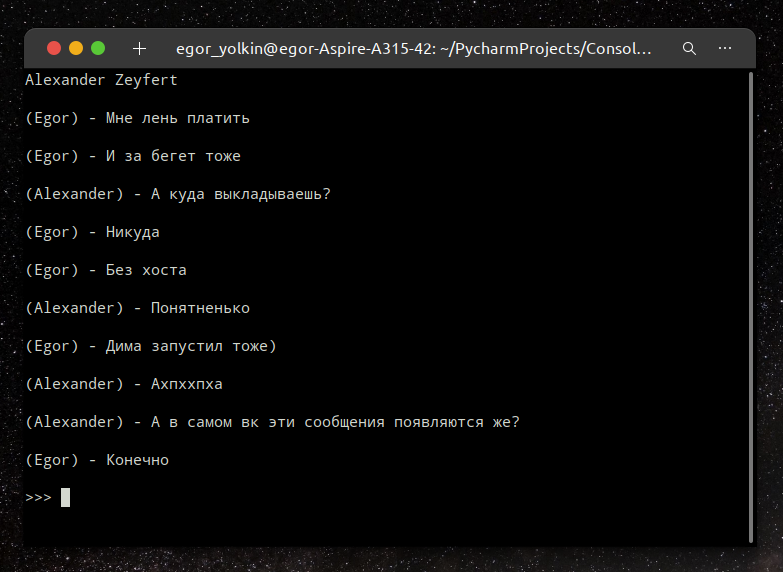 egor_yolkin@egor-Aspire-A315-42: ~/PycharmProjects/Consol...
Alexander Zeyfert
(Egor) - Мне лень платить
(Egor) - И за бегет тоже
(Alexander) - А куда выкладываешь?
(Egor) - Никуда
(Egor) - Без хоста
(Alexander) - Понятненько
(Egor) - Дима запустил тоже)
(Alexander) - Ахпххпха
(Alexander) - А в самом вк эти сообщения появляются же?
(Egor) - Конечно
>>>